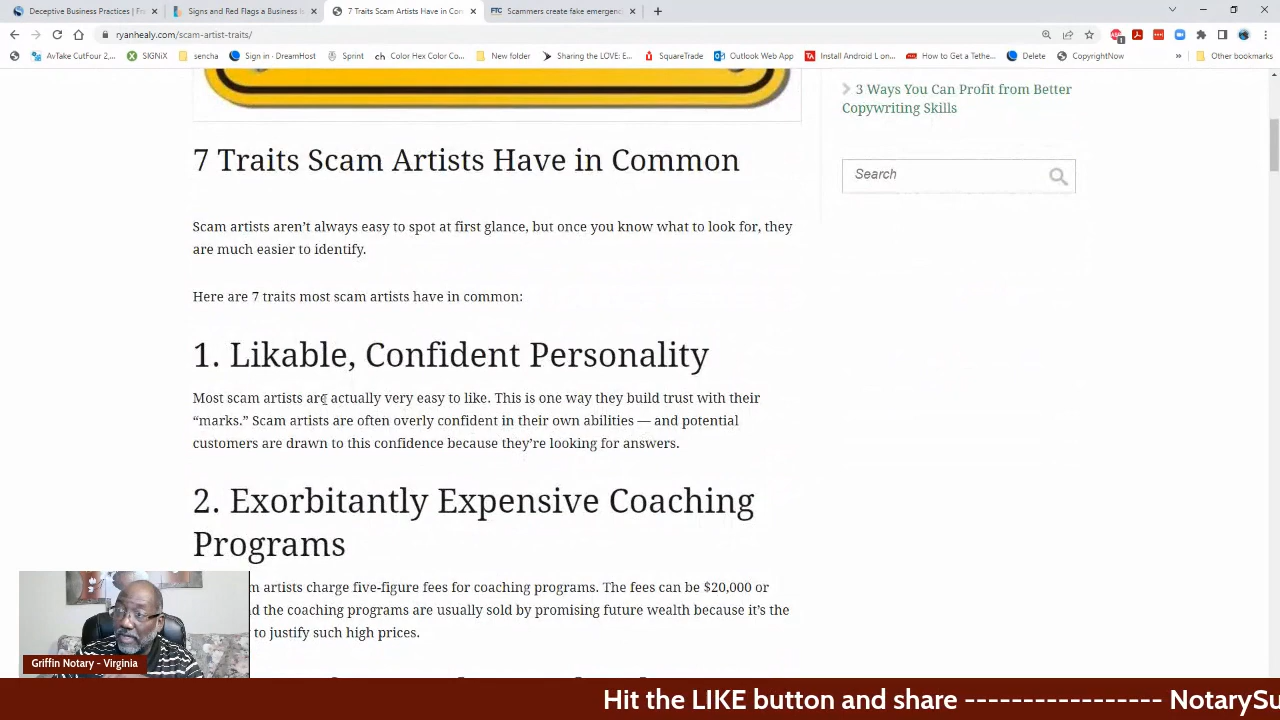 Deceptive Business Practices | Fr
Signs and Red Flags a Business is
7 Traits Scam Artists Have in Con
FTC Scammers create fake emergenc
ryanhealy.com/scam-artist-traits/
AvTake CutFour 2,...
SIGNiX
sencha
Sign in - DreamHost
Sprint
Color Hex Color Co...
New folder
Sharing the LOVE: E...
SquareTrade
Outlook Web App
Install Android L on...
How to Get a Tethe...
Delete
CopyrightNow
»
Other bookmarks
3 Ways You Can Profit from Better
Copywriting Skills
Search
7 Traits Scam Artists Have in Common
Scam artists aren’t always easy to spot at first glance, but once you know what to look for, they
are much easier to identify.
Here are 7 traits most scam artists have in common:
1. Likable, Confident Personality
Most scam artists are actually very easy to like. This is one way they build trust with their
“marks.” Scam artists are often overly confident in their own abilities — and potential
customers are drawn to this confidence because they’re looking for answers.
2. Exorbitantly Expensive Coaching
Programs
artists charge five-figure fees for coaching programs. The fees can be $20,000 or
the coaching programs are usually sold by promising future wealth because it’s the
to justify such high prices.
Griffin Notary - Virginia
Hit the LIKE button and share ----------------- NotarySu